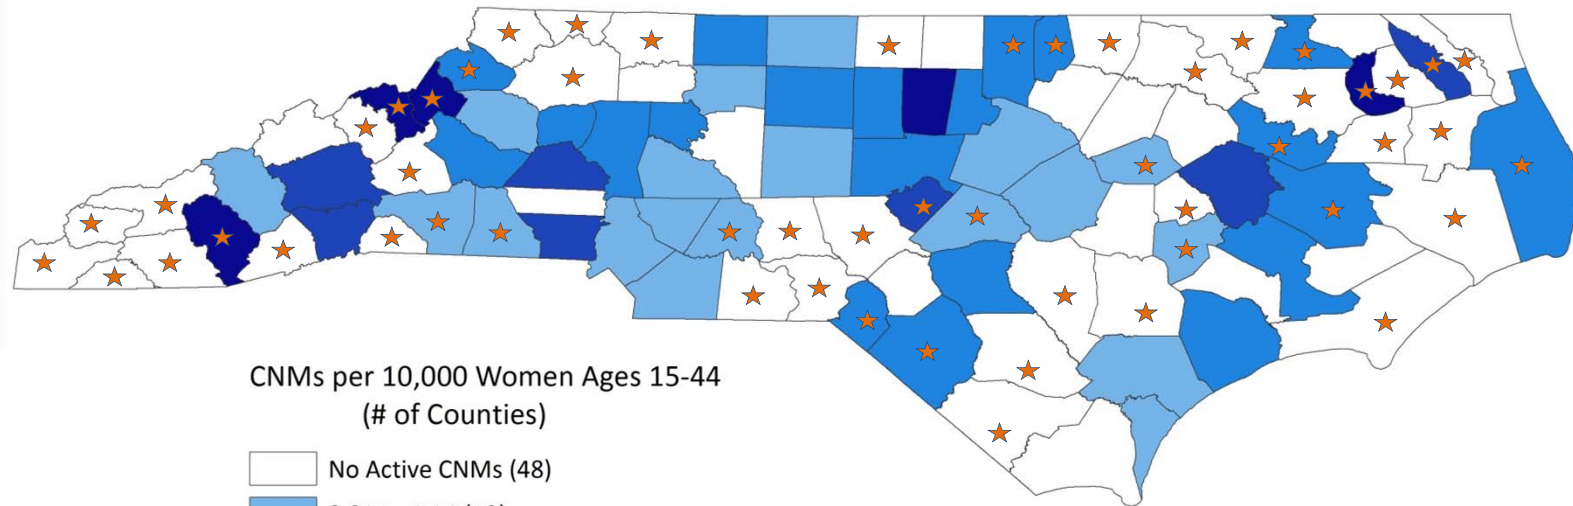 CNMs per 10,000 Women Ages 15-44
(# of Counties)
No Active CNMs (48)